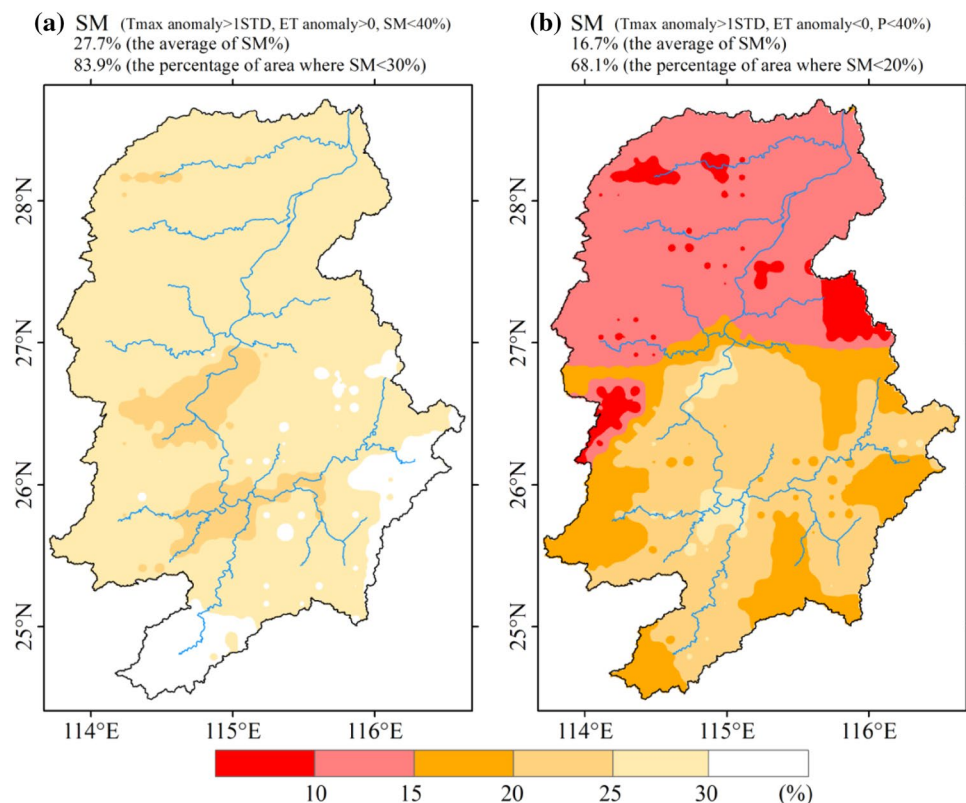 (a) SM (Tmax anomaly>1STD, ET anomaly>0, SM<40%)
27.7% (the average of SM%)
83.9% (the percentage of area where SM<30%)
(b) SM (Tmax anomaly>1STD, ET anomaly<0, P<40%)
16.7% (the average of SM%)
68.1% (the percentage of area where SM<20%)
28°N
27°N
26°N
25°N
114°E 115°E 116°E
28°N
27°N
26°N
25°N
114°E 115°E 116°E
10 15 20 25 30 (%)